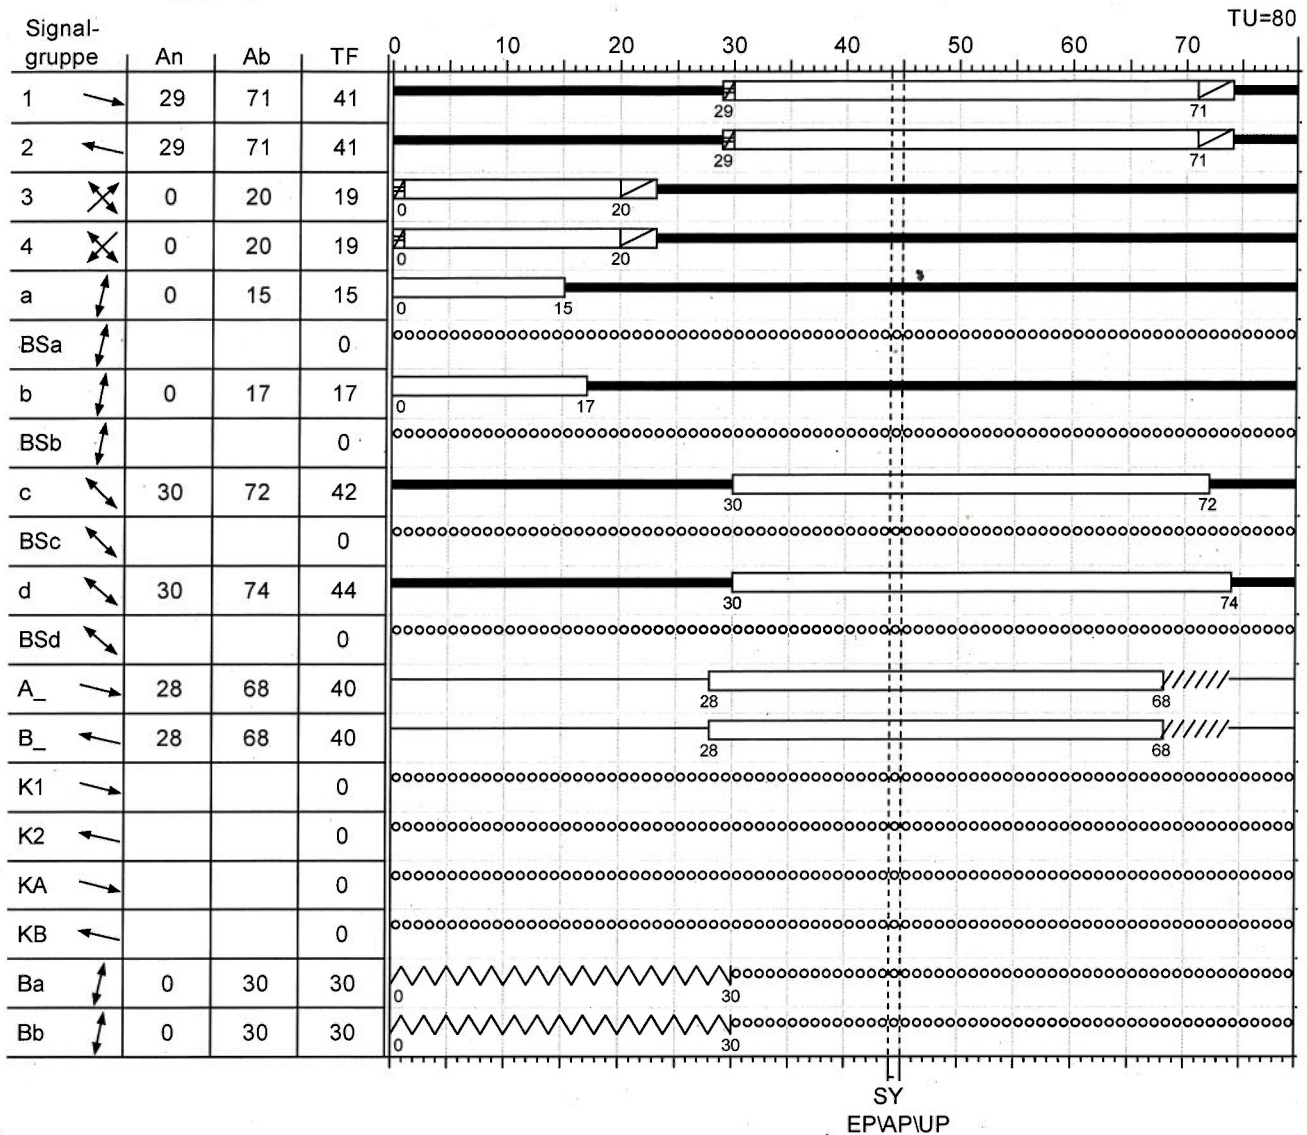 TU=80
Signal-
gruppe An Ab TF 0 10 20 30 40 50 60 70
1 29 71 41
29 71
2 29 71 41
29 71
3 0 20 19
0 20
4 0 20 19
0 20
a 0 15 15
0 15
BSa 0
b 0 17 17
0 17
BSb 0
c 30 72 42
30 72
BSc 0
d 30 74 44
30 74
BSd 0
A_ 28 68 40
28 68
B_ 28 68 40
28 68
K1 0
K2 0
KA 0
KB 0
Ba 0 30 30
0 30
Bb 0 30 30
0 30
SY
EP\AP\UP